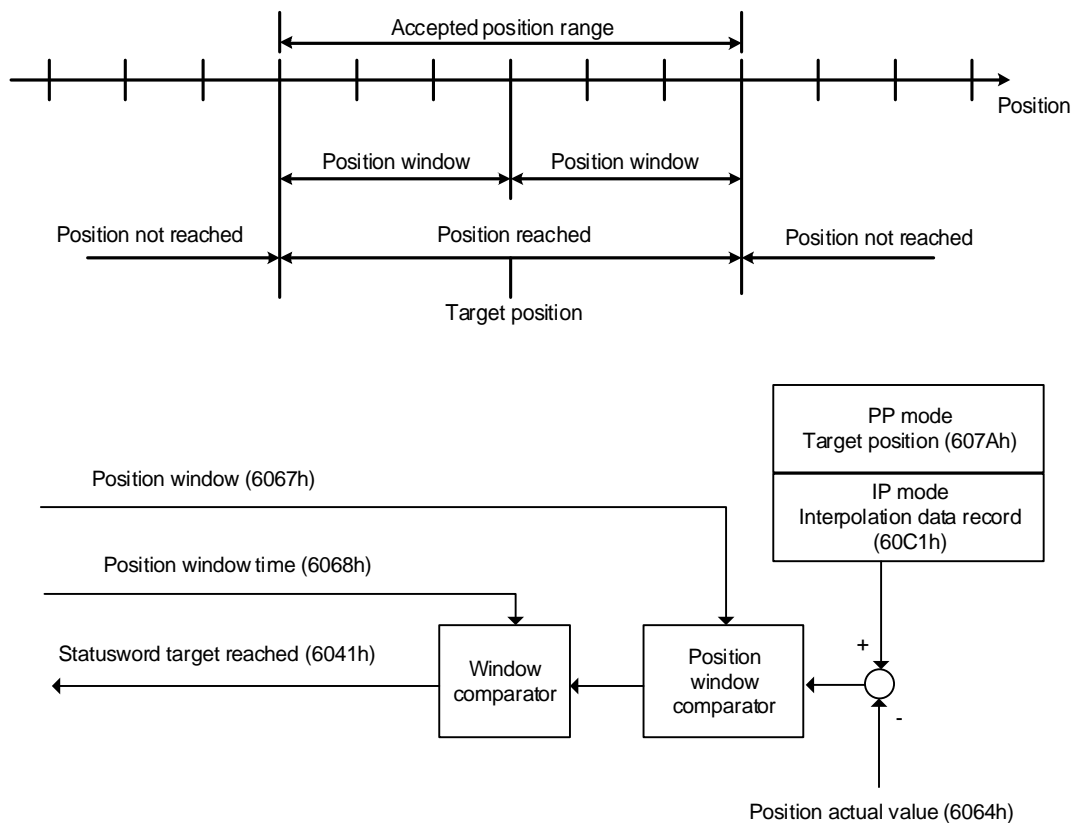 Accepted position range
Position
Position window
Position window
Position not reached
Position reached
Position not reached
Target position
PP mode
Target position (607Ah)
IP mode
Interpolation data record
(60C1h)
Position window (6067h)
Position window time (6068h)
Statusword target reached (6041h)
Window
comparator
Position
window
comparator
+
-
Position actual value (6064h)